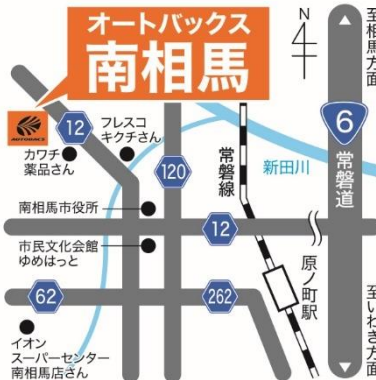 オートバックス
南相馬
N
至相馬方面
AUTOBACS
12
フレスコ
キクチさん
カワチ
薬品さん
120
常磐線
新田川
6
常磐道
南相馬市役所
12
市民文化会館
ゆめはっと
原ノ町駅
62
262
至いわき方面
イオン
スーパーセンター
南相馬店さん